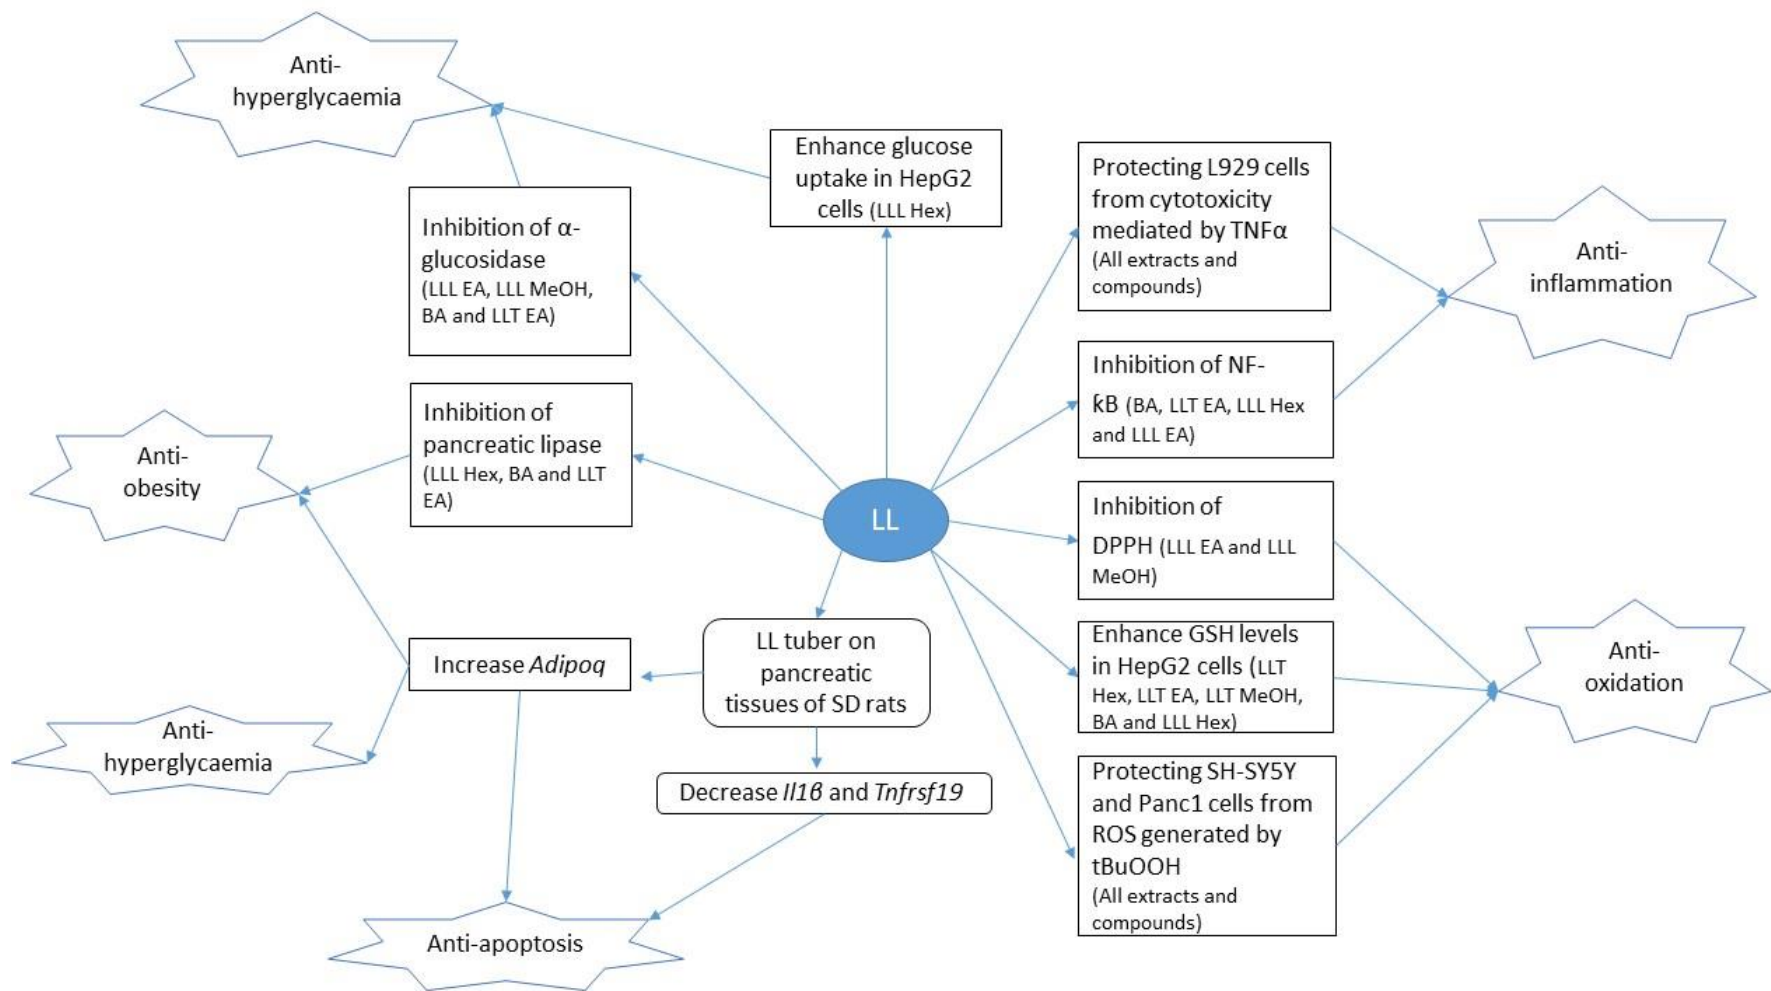 Anti-
hyperglycaemia
Enhance glucose
uptake in HepG2
cells (LLL Hex)
Protecting L929 cells
from cytotoxicity
mediated by TNFα
(All extracts and
compounds)
Anti-
inflammation
Inhibition of α-
glucosidase
(LLL EA, LLL MeOH,
BA and LLT EA)
Inhibition of NF-
ƙB (BA, LLT EA, LLL Hex
and LLL EA)
Inhibition of
pancreatic lipase
(LLL Hex, BA and LLT
EA)
Anti-
obesity
LL
Inhibition of
DPPH (LLL EA and LLL
MeOH)
LL tuber on
pancreatic
tissues of SD rats
Increase Adipoq
Enhance GSH levels
in HepG2 cells (LLT
Hex, LLT EA, LLT MeOH,
BA and LLL Hex)
Anti-
oxidation
Anti-
hyperglycaemia
Decrease Il1β and Tnfrsf19
Protecting SH-SY5Y
and Panc1 cells from
ROS generated by
tBuOOH
(All extracts and
compounds)
Anti-apoptosis